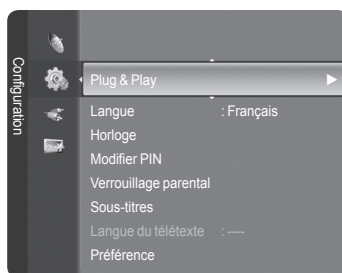 Configuration
Plug & Play
Langue : Français
Horloge
Modifier PIN
Verrouillage parental
Sous-titres
Langue du télétexte : ----
Préférence